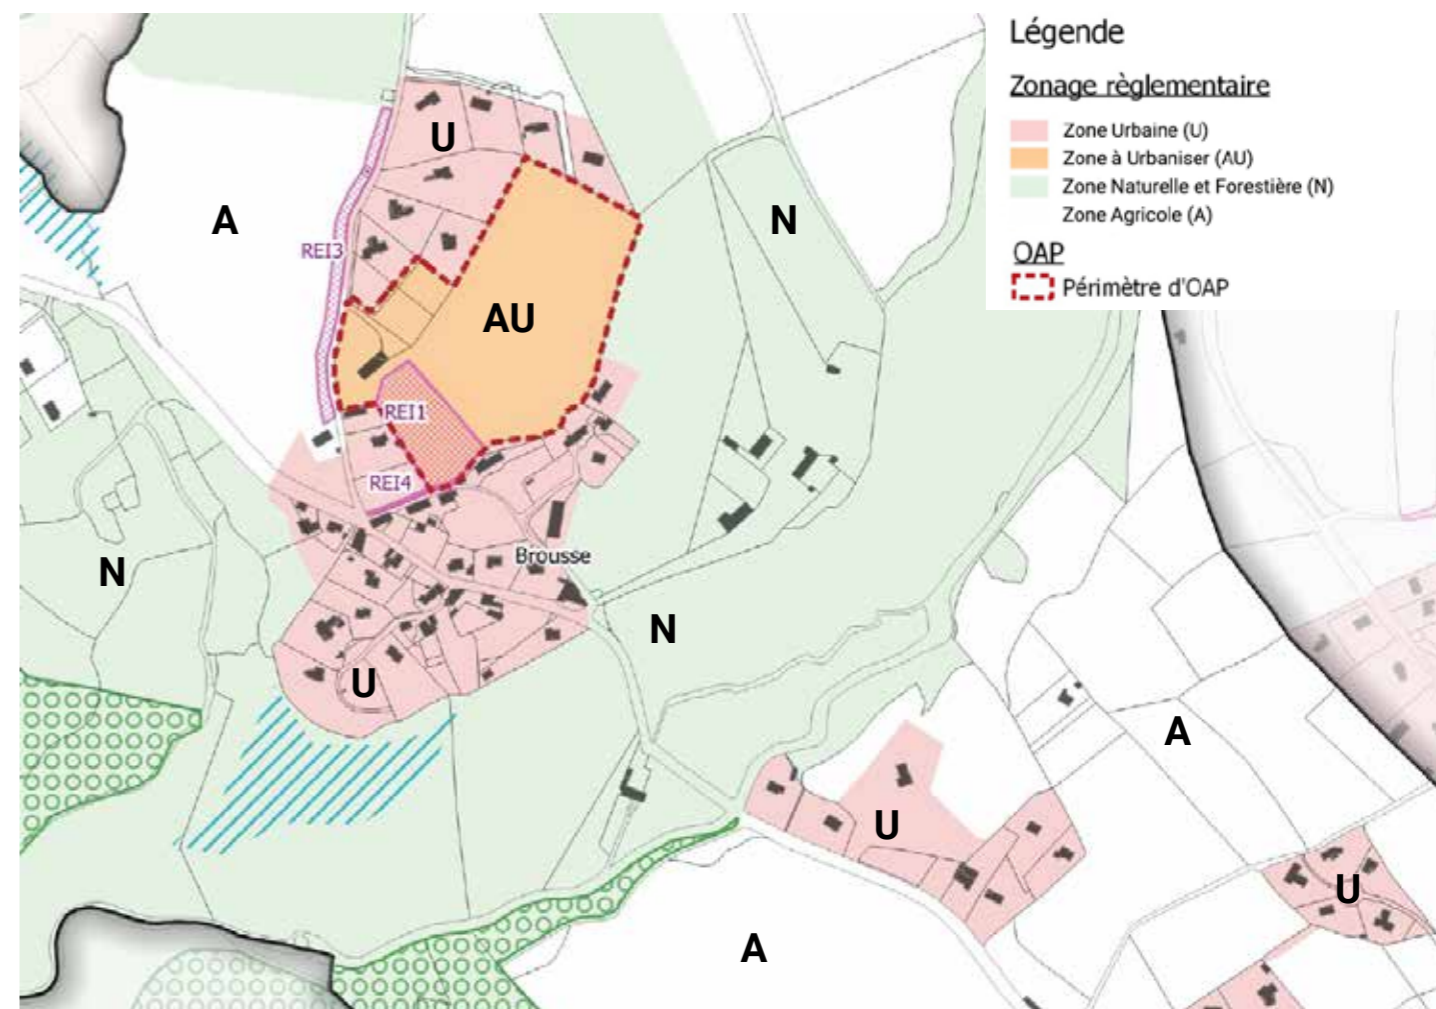 Légende
Zonage règlementaire
Zone Urbaine (U)
Zone à Urbaniser (AU)
Zone Naturelle et Forestière (N)
Zone Agricole (A)
OAP
Périmètre d'OAP
U
A
N
REI3
AU
REI1
REI4
Brousse
N
N
U
A
U
U
A